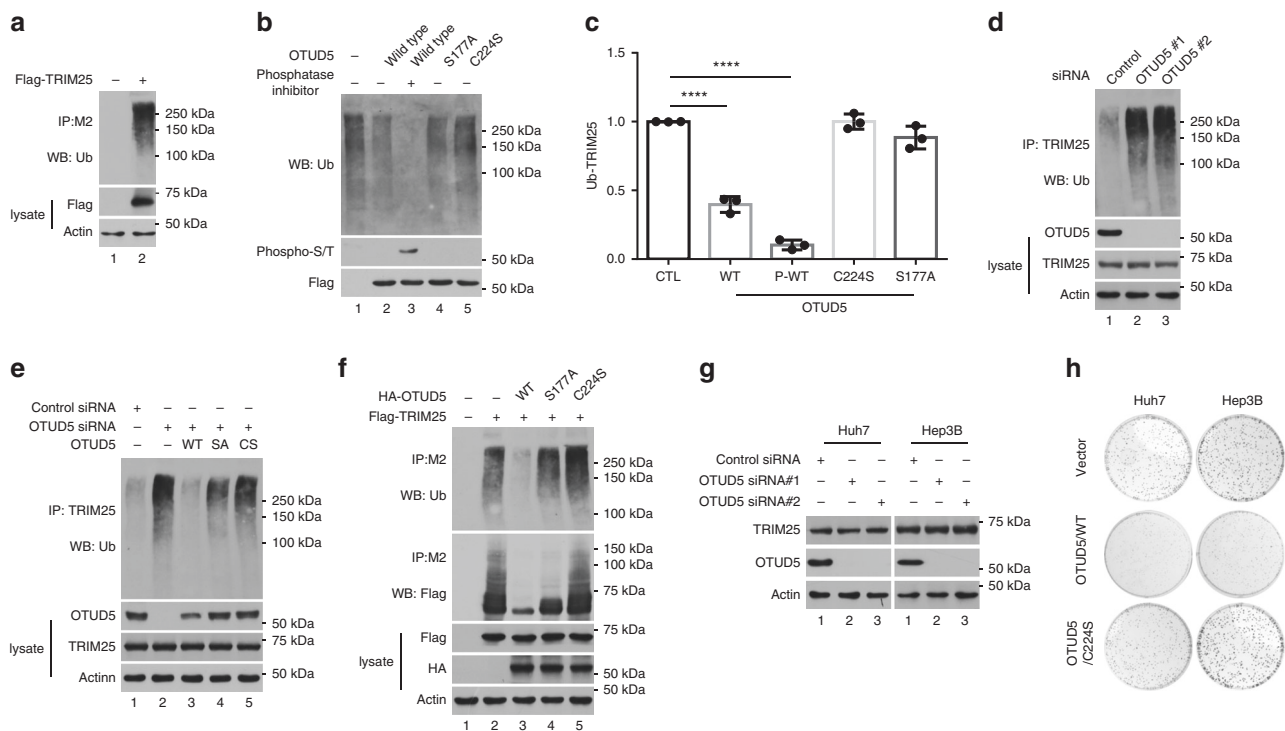 a
Flag-TRIM25 – +
IP:M2
WB: Ub
250 kDa
150 kDa
100 kDa
Flag
75 kDa
lysate
Actin
50 kDa
1 2
b
OTUD5 – Wild type Wild type S177A C224S
Phosphatase
inhibitor
– – + – –
WB: Ub
250 kDa
150 kDa
100 kDa
Phospho-S/T
50 kDa
Flag
50 kDa
1 2 3 4 5
c
****
****
Ub-TRIM25
1.5
1.0
0.5
0.0
CTL WT P-WT C224S S177A
OTUD5
d
siRNA Control OTUD5 #1 OTUD5 #2
IP: TRIM25
WB: Ub
250 kDa
150 kDa
100 kDa
OTUD5
50 kDa
TRIM25
75 kDa
lysate
Actin
50 kDa
1 2 3
e
Control siRNA + – – – –
OTUD5 siRNA – + + + +
OTUD5 – – WT SA CS
IP: TRIM25
WB: Ub
250 kDa
150 kDa
100 kDa
OTUD5
50 kDa
lysate
TRIM25
75 kDa
Actinn
50 kDa
1 2 3 4 5
f
HA-OTUD5 – – WT S177A C224S
Flag-TRIM25 – + + + +
IP:M2
WB: Ub
250 kDa
150 kDa
100 kDa
IP:M2
WB: Flag
150 kDa
100 kDa
75 kDa
Flag
75 kDa
lysate
HA
50 kDa
Actin
50 kDa
1 2 3 4 5
g
Huh7 Hep3B
Control siRNA + – – + – –
OTUD5 siRNA#1 – + – – + –
OTUD5 siRNA#2 – – + – – +
TRIM25
75 kDa
OTUD5
50 kDa
Actin
50 kDa
1 2 3 1 2 3
h
Huh7 Hep3B
Vector
OTUD5/WT
OTUD5
/C224S